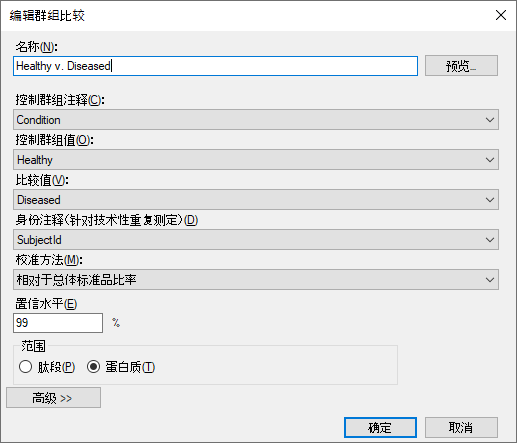 编辑群组比较
名称(N):
Healthy v. Diseased
预览...
控制群组注释(C):
Condition
控制群组值(O):
Healthy
比较值(V):
Diseased
身份注释(针对技术性重复测定)(D)
SubjectId
校准方法(M):
相对于总体标准品比率
置信水平(E)
99 %
范围
肽段(P) 蛋白质(T)
高级 >>
确定 取消